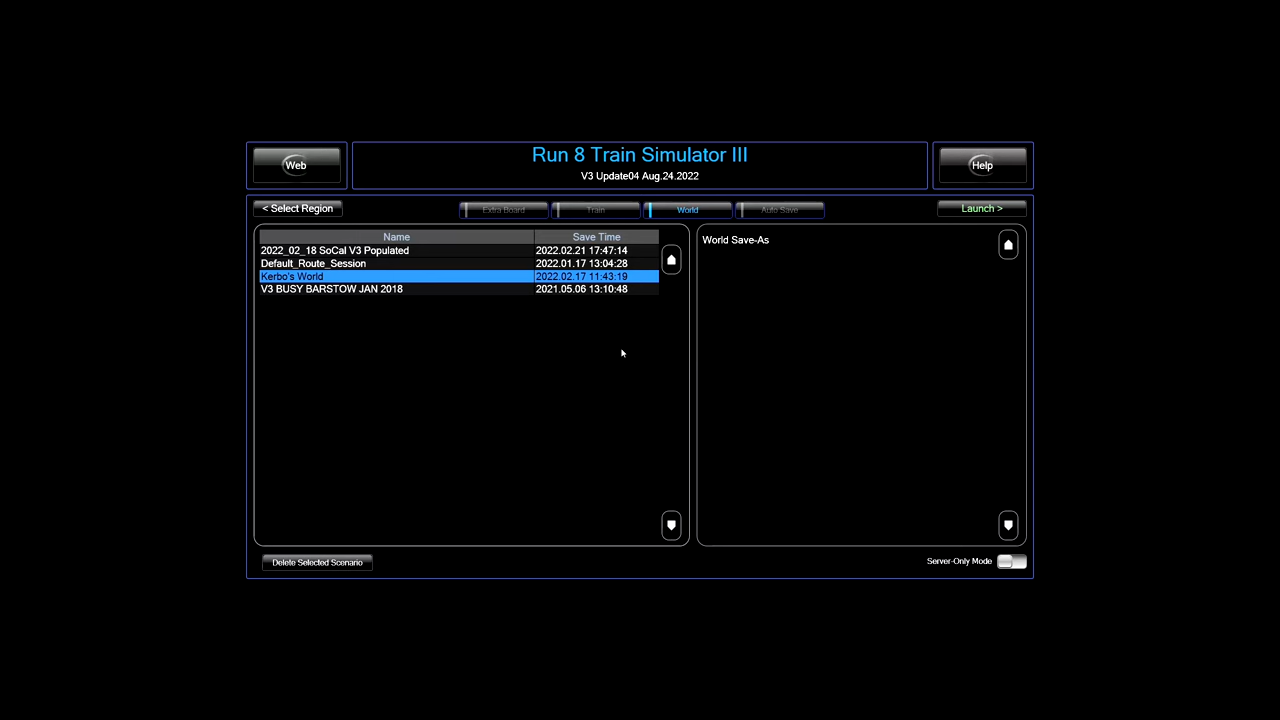 Web
Run 8 Train Simulator III
V3 Update04 Aug.24.2022
Help
< Select Region
Extra Board
Train
World
Auto Save
Launch >
Name Save Time
2022_02_18 SoCal V3 Populated 2022.02.21 17:47:14
Default_Route_Session 2022.01.17 13:04:28
Kerbo's World 2022.02.17 11:43:19
V3 BUSY BARSTOW JAN 2018 2021.05.06 13:10:48
World Save-As
Delete Selected Scenario
Server-Only Mode